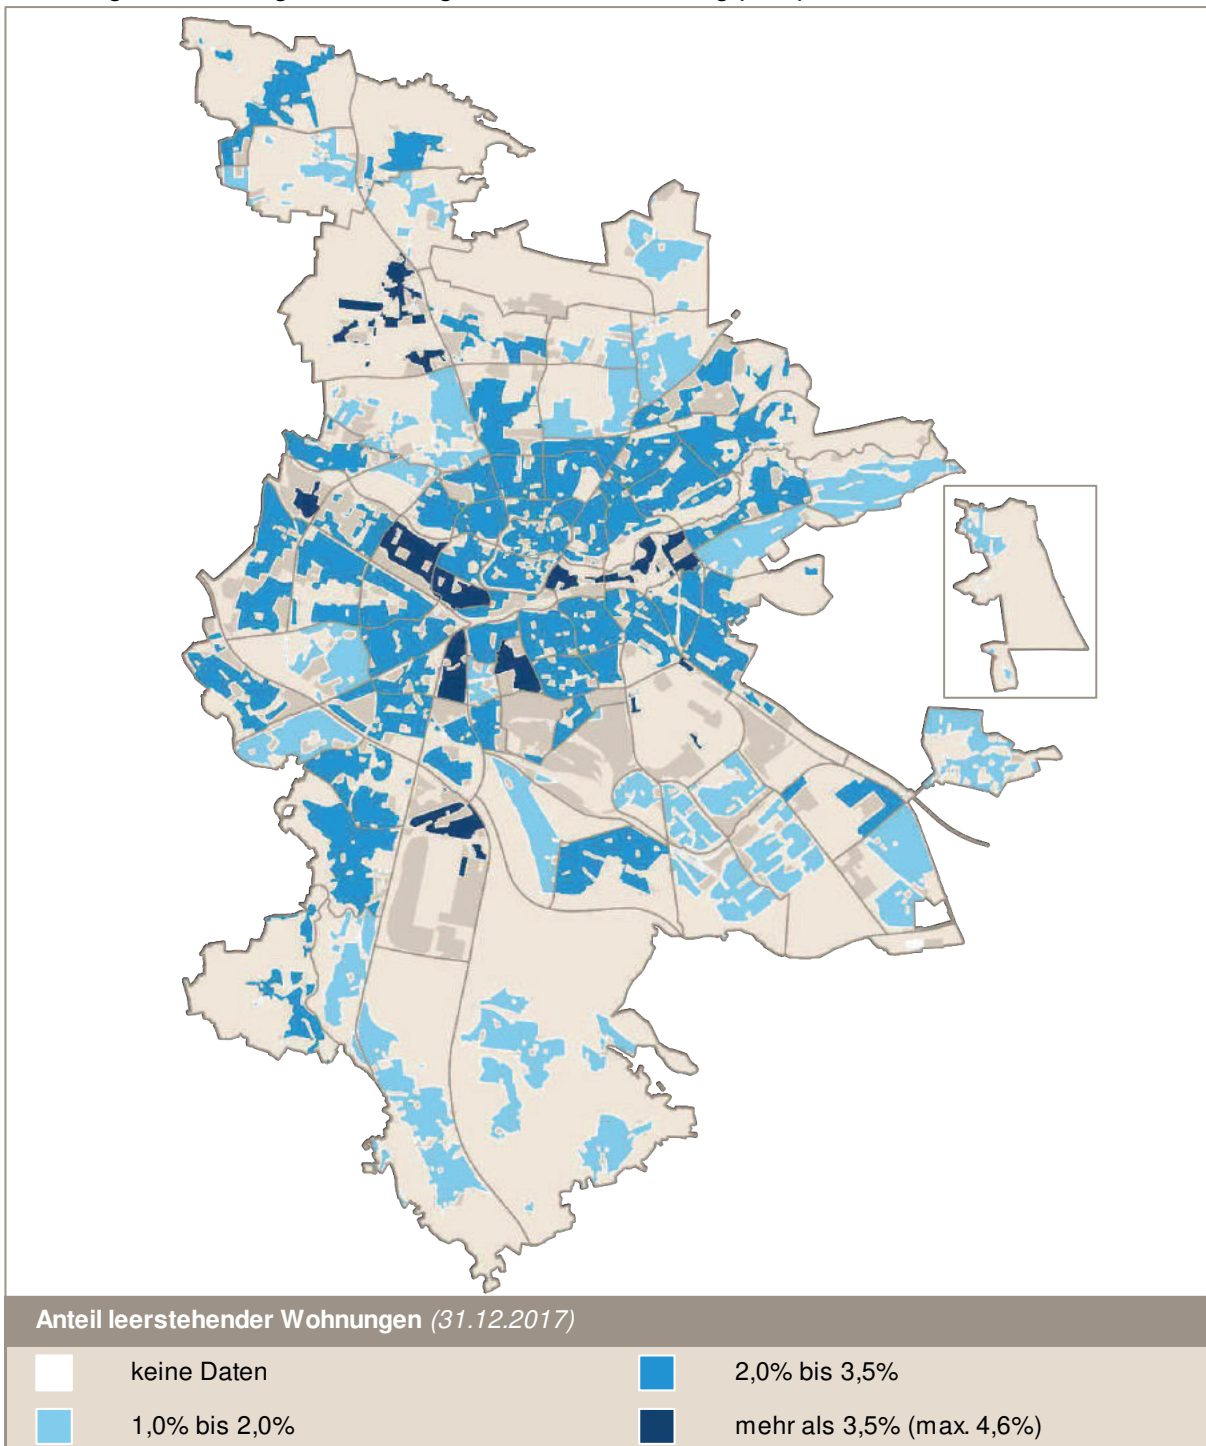 Anteil leerstehender Wohnungen (31.12.2017)
keine Daten
2,0% bis 3,5%
1,0% bis 2,0%
mehr als 3,5% (max. 4,6%)